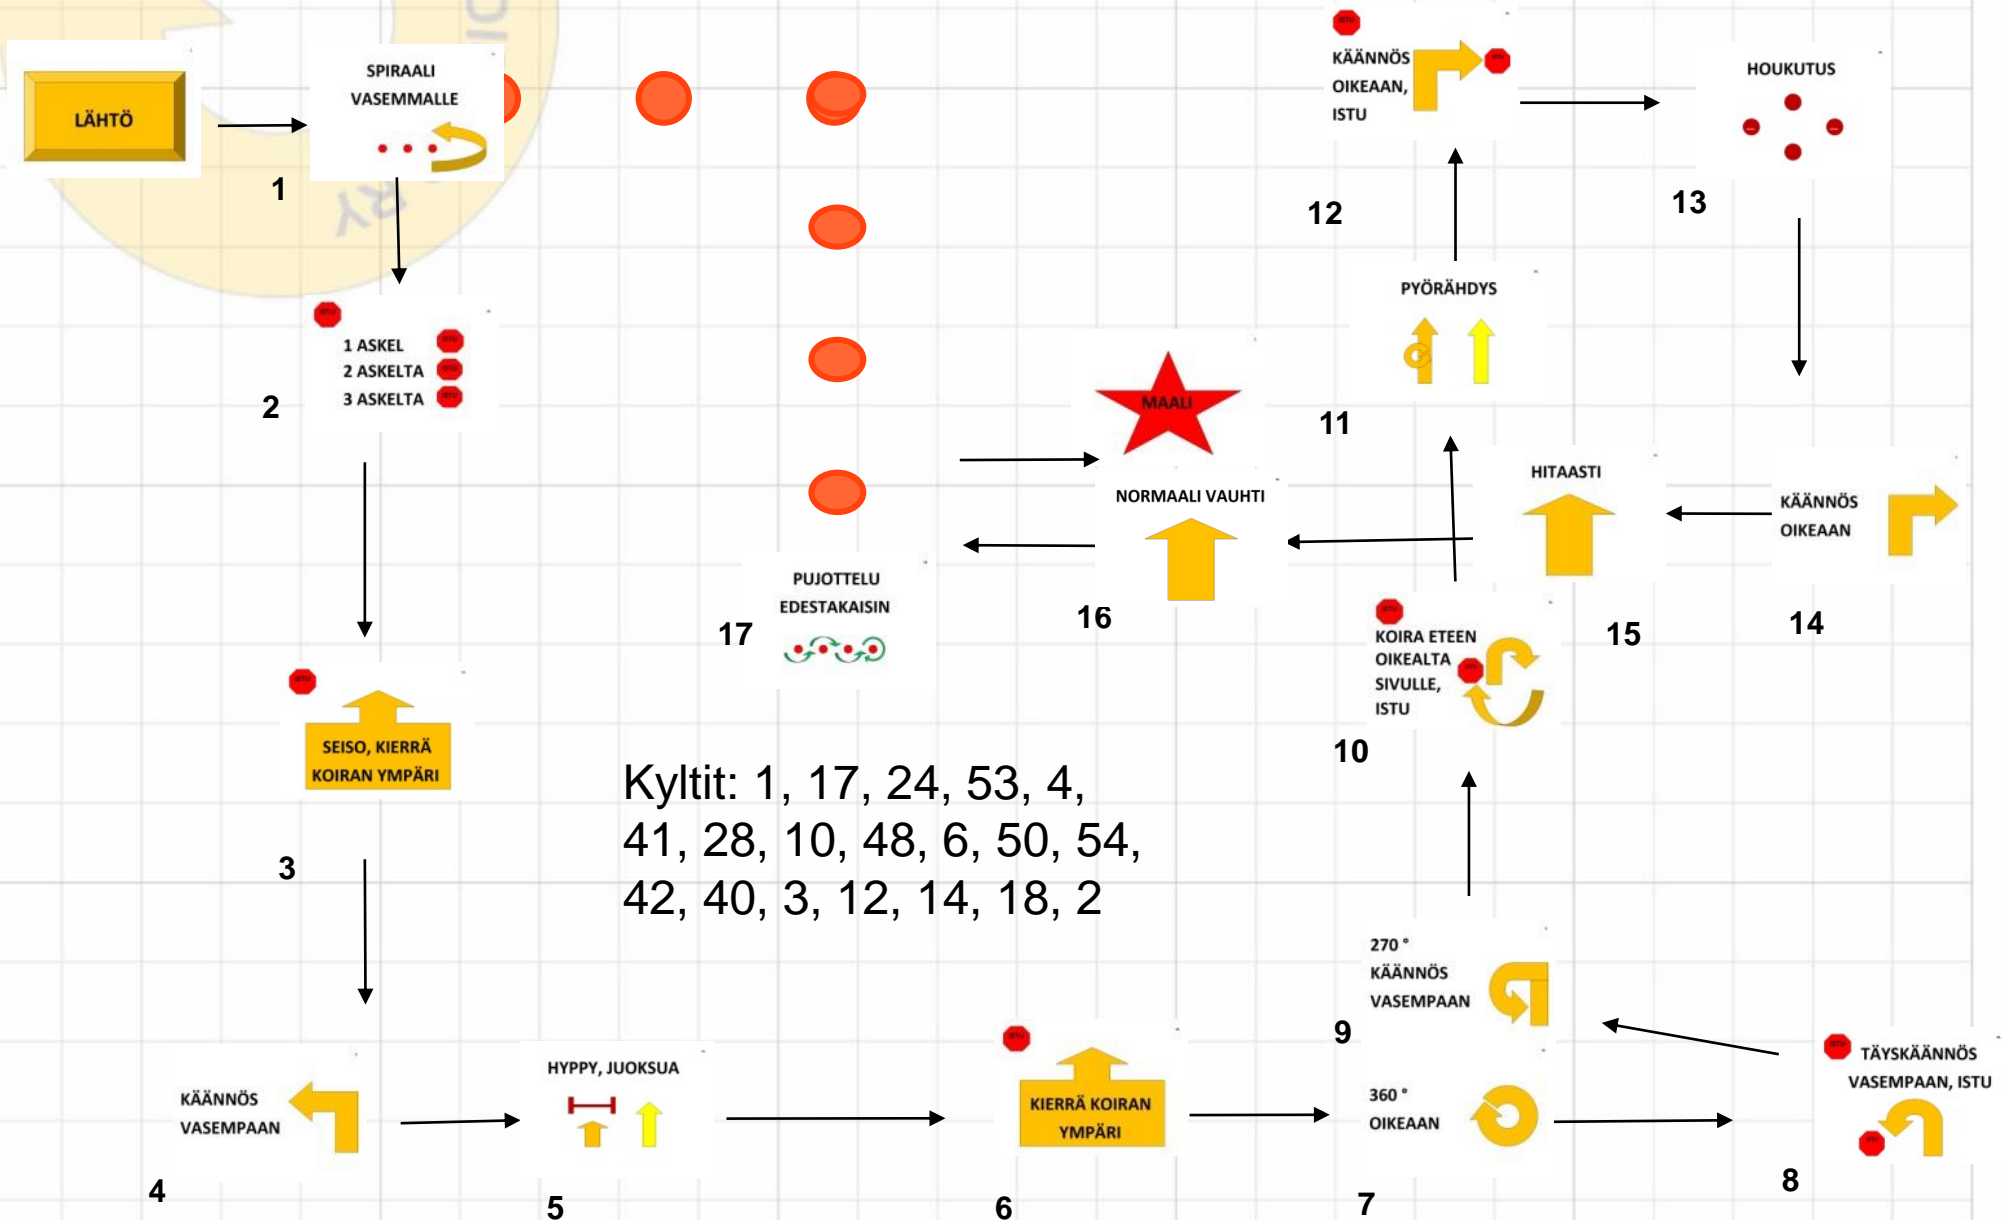 LÄHTÖ
SPIRAALI
VASEMMALLE
1
RY
1 ASKEL
2 ASKELTA
3 ASKELTA
2
SEISO, KIERRÄ
KOIRAN YMPÄRI
3
KÄÄNNÖS
VASEMPAAN
4
HYPPY, JUOKSUA
5
KIERRÄ KOIRAN
YMPÄRI
6
360 °
OIKEAAN
7
TÄYSKÄÄNNÖS
VASEMPAAN, ISTU
8
270 °
KÄÄNNÖS
VASEMPAAN
9
KOIRA ETEEN
OIKEALTA
SIVULLE,
ISTU
10
PYÖRÄHDYS
11
KÄÄNNÖS
OIKEAAN,
ISTU
12
HOUKUTUS
13
KÄÄNNÖS
OIKEAAN
14
HITAASTI
15
NORMAALI VAUHTI
16
PUJOTTELU
EDESTAKAISIN
17
MAALI
Kyltit: 1, 17, 24, 53, 4,
41, 28, 10, 48, 6, 50, 54,
42, 40, 3, 12, 14, 18, 2